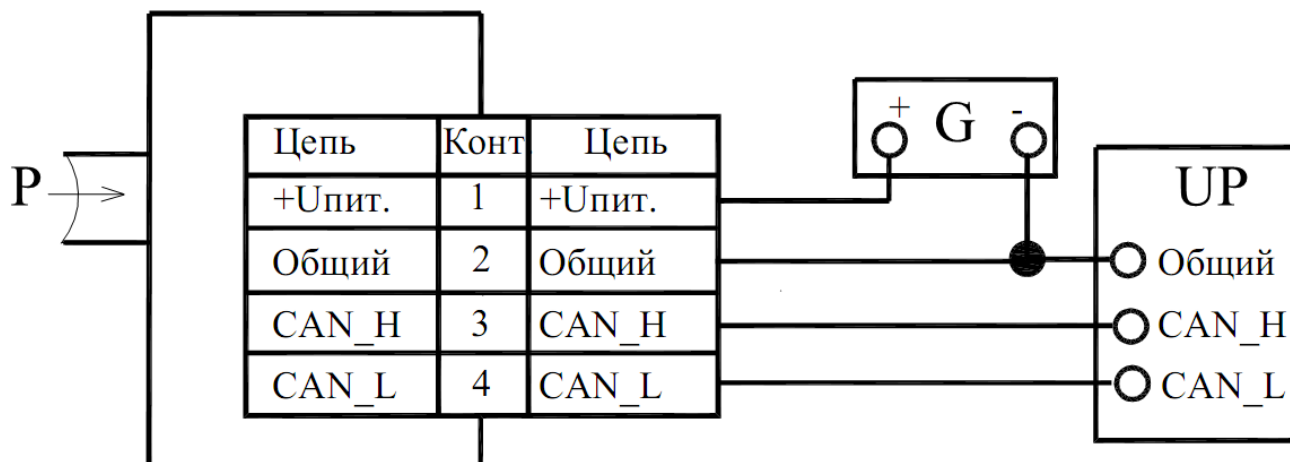 P
Цепь Конт Цепь
+Uпит. 1 +Uпит.
Общий 2 Общий
CAN_H 3 CAN_H
CAN_L 4 CAN_L
+ G -
UP
Общий
CAN_H
CAN_L